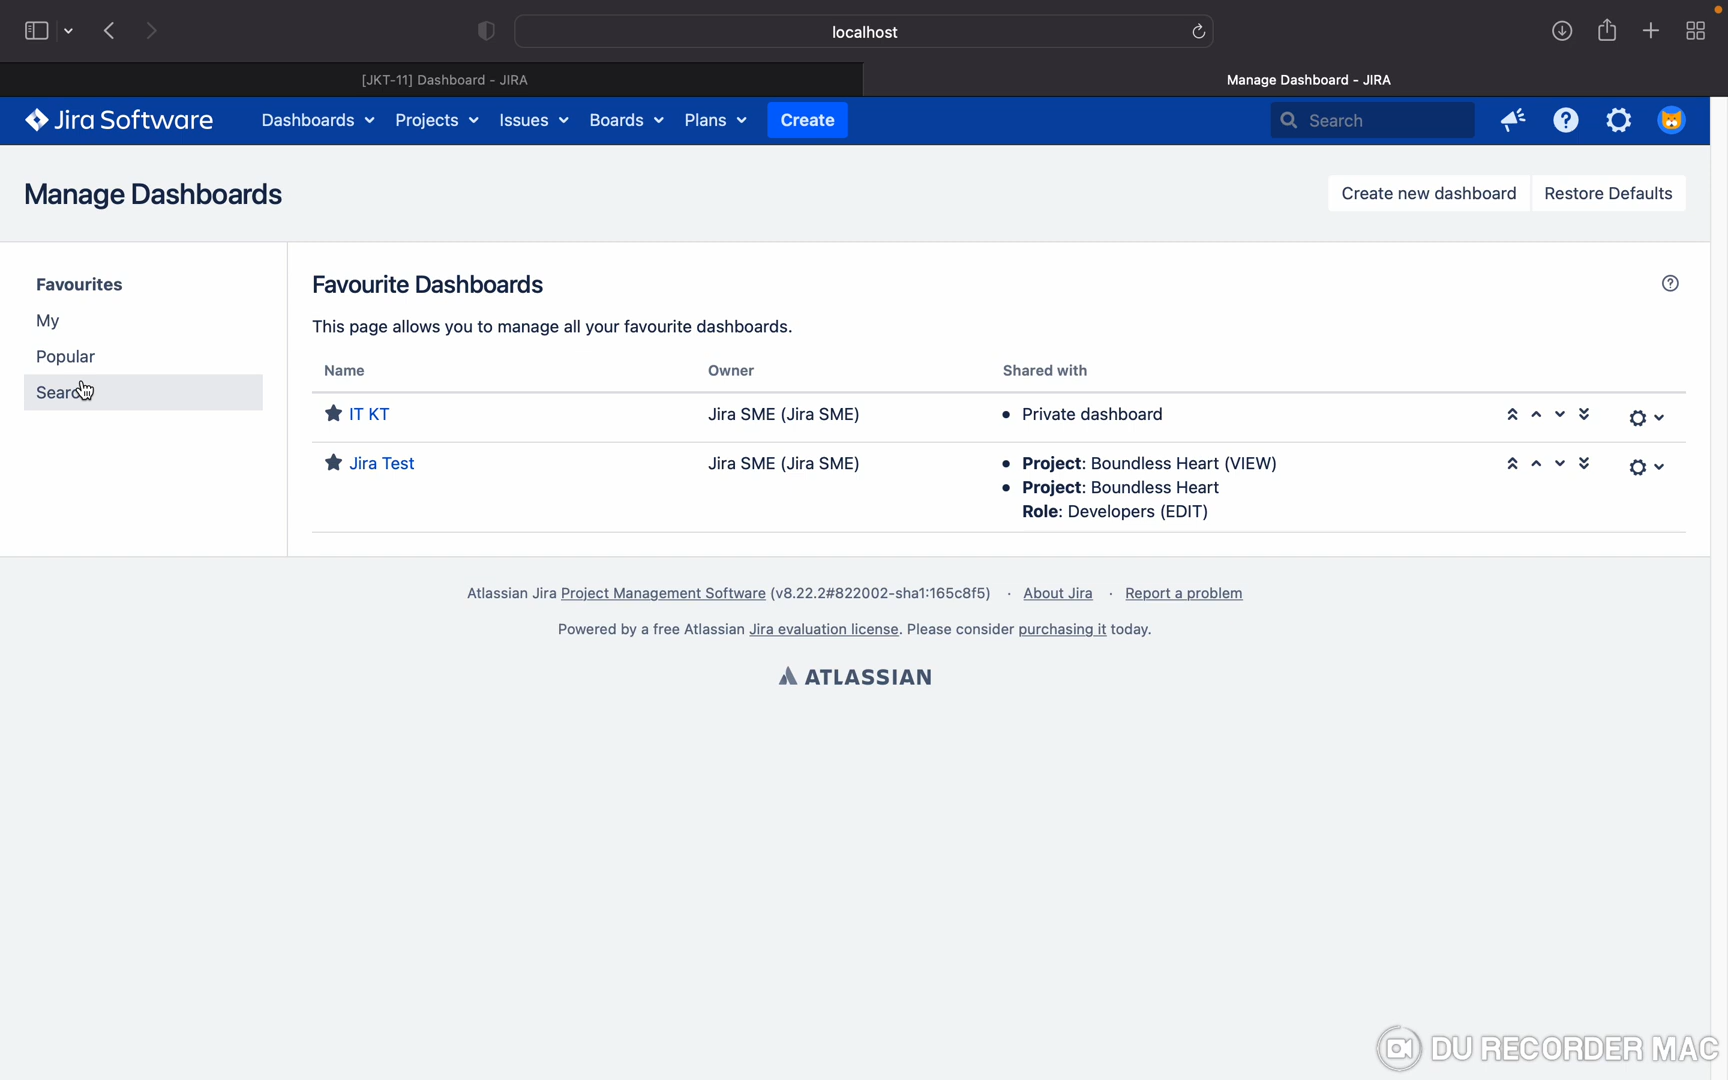 localhost
[JKT-11] Dashboard - JIRA
Manage Dashboard - JIRA
Jira Software
Dashboards
Projects
Issues
Boards
Plans
Create
Search
Manage Dashboards
Create new dashboard
Restore Defaults
Favourites
My
Popular
Search
Favourite Dashboards
This page allows you to manage all your favourite dashboards.
Name
Owner
Shared with
IT KT
Jira SME (Jira SME)
• Private dashboard
Jira Test
Jira SME (Jira SME)
• Project: Boundless Heart (VIEW)
• Project: Boundless Heart
Role: Developers (EDIT)
Atlassian Jira Project Management Software (v8.22.2#822002-sha1:165c8f5) · About Jira · Report a problem
Powered by a free Atlassian Jira evaluation license. Please consider purchasing it today.
ATLASSIAN
DU RECORDER MAC